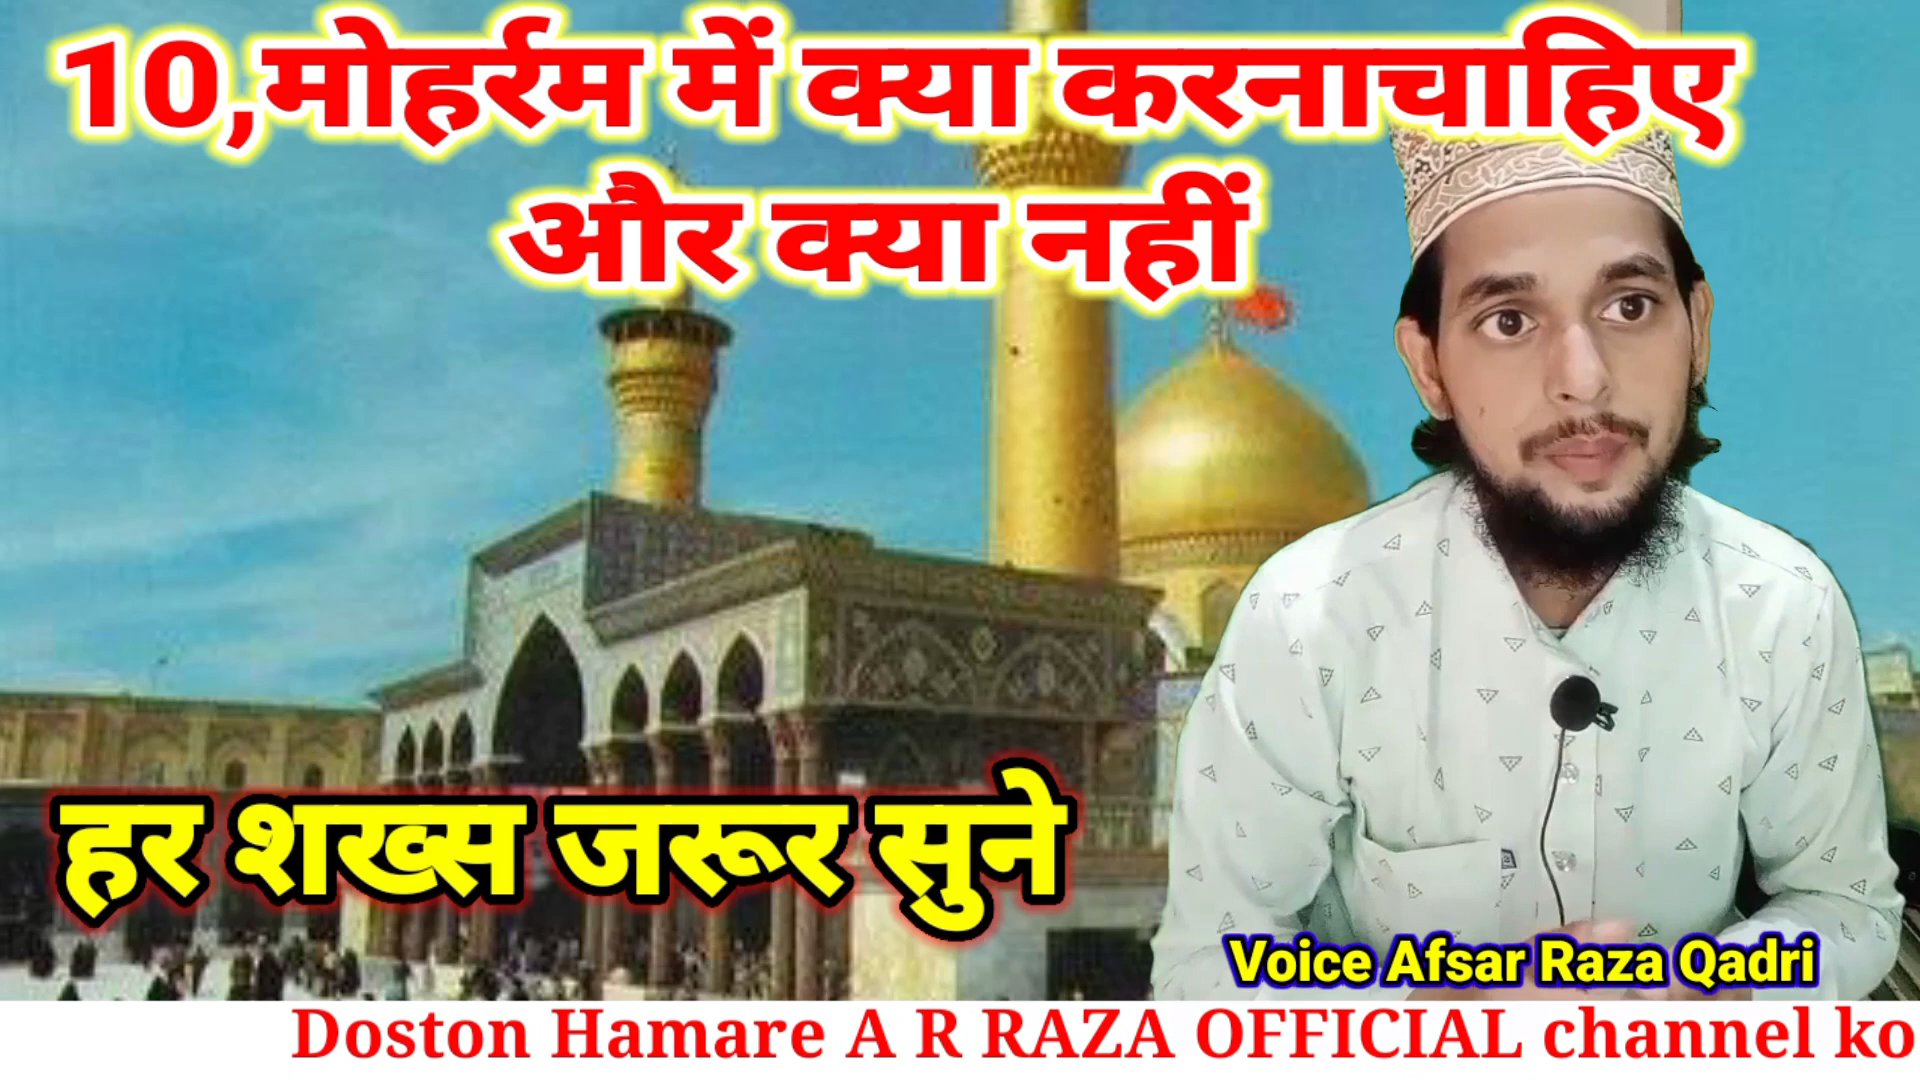 10,मोहर्रम में क्या करनाचाहिए
और क्या नहीं
हर शख्स जरूर सुने
Voice Afsar Raza Qadri
Doston Hamare A R RAZA OFFICIAL channel ko